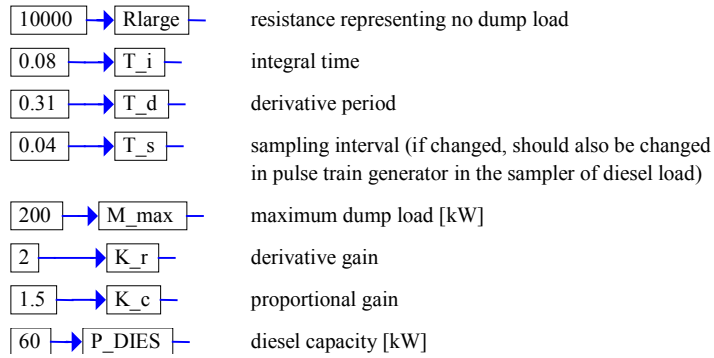 10000 Rlarge resistance representing no dump load
0.08 T_i integral time
0.31 T_d derivative period
0.04 T_s sampling interval (if changed, should also be changed
in pulse train generator in the sampler of diesel load)
200 M_max maximum dump load [kW]
2 K_r derivative gain
1.5 K_c proportional gain
60 P_DIES diesel capacity [kW]